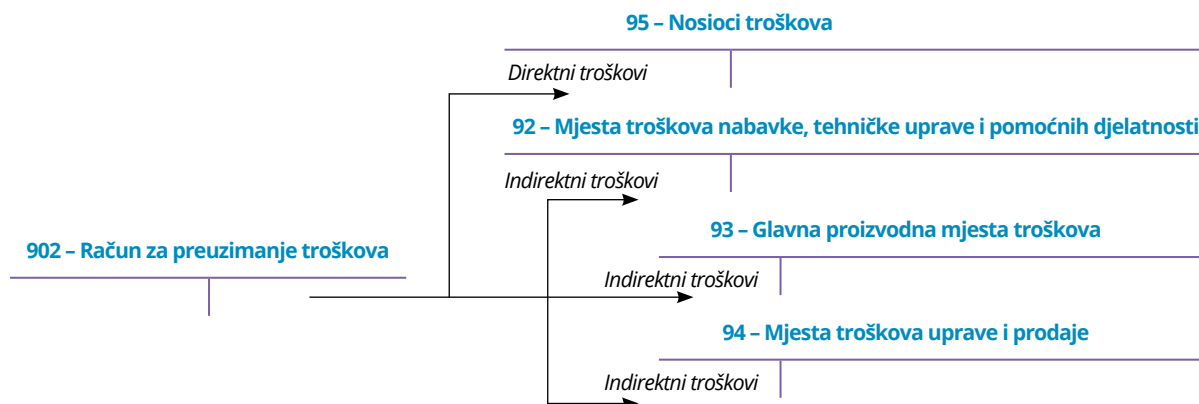 95 – Nosioci troškova
Direktni troškovi
92 – Mjesta troškova nabavke, tehničke uprave i pomoćnih djelatnosti
Indirektni troškovi
93 – Glavna proizvodna mjesta troškova
902 – Račun za preuzimanje troškova
Indirektni troškovi
94 – Mjesta troškova uprave i prodaje
Indirektni troškovi